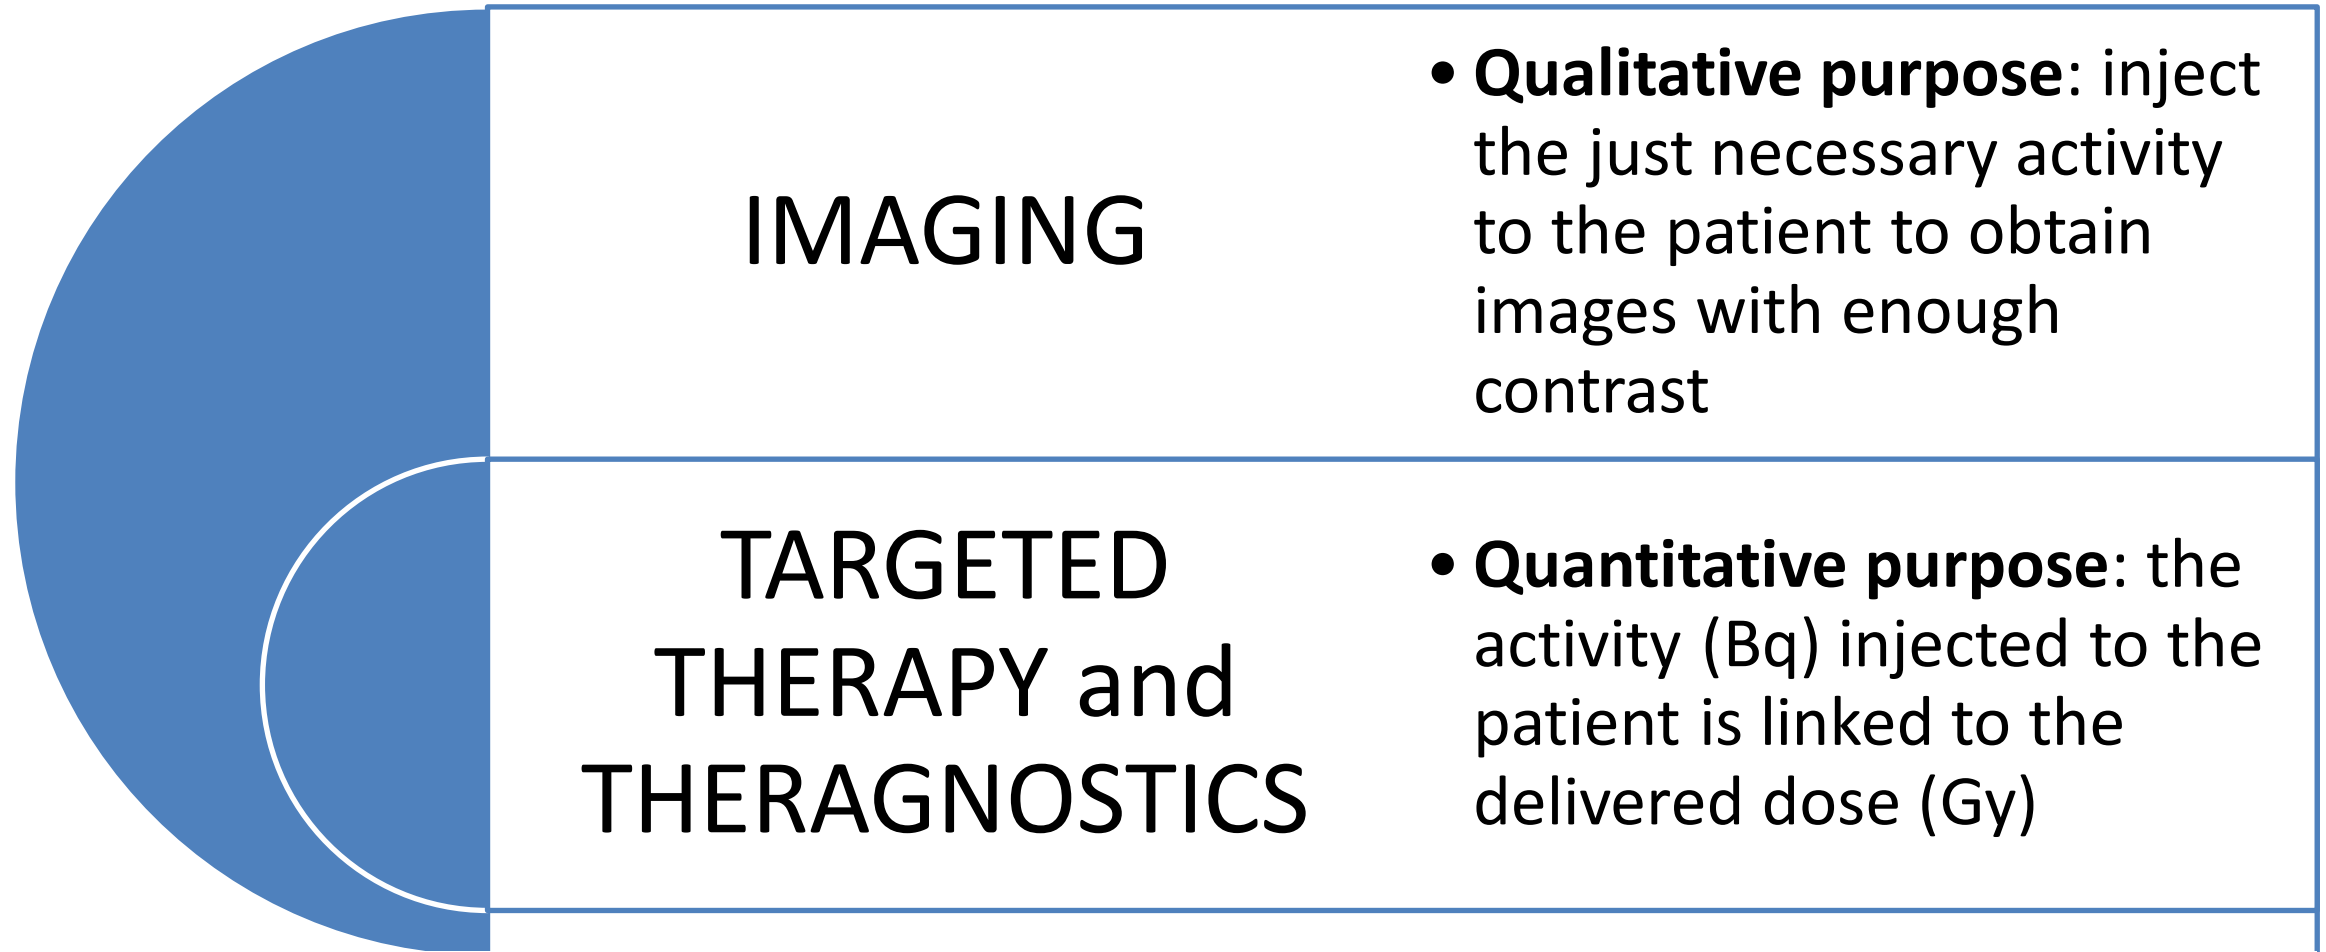 IMAGING
• Qualitative purpose: inject
the just necessary activity
to the patient to obtain
images with enough
contrast
TARGETED
THERAPY and
THERAGNOSTICS
• Quantitative purpose: the
activity (Bq) injected to the
patient is linked to the
delivered dose (Gy)